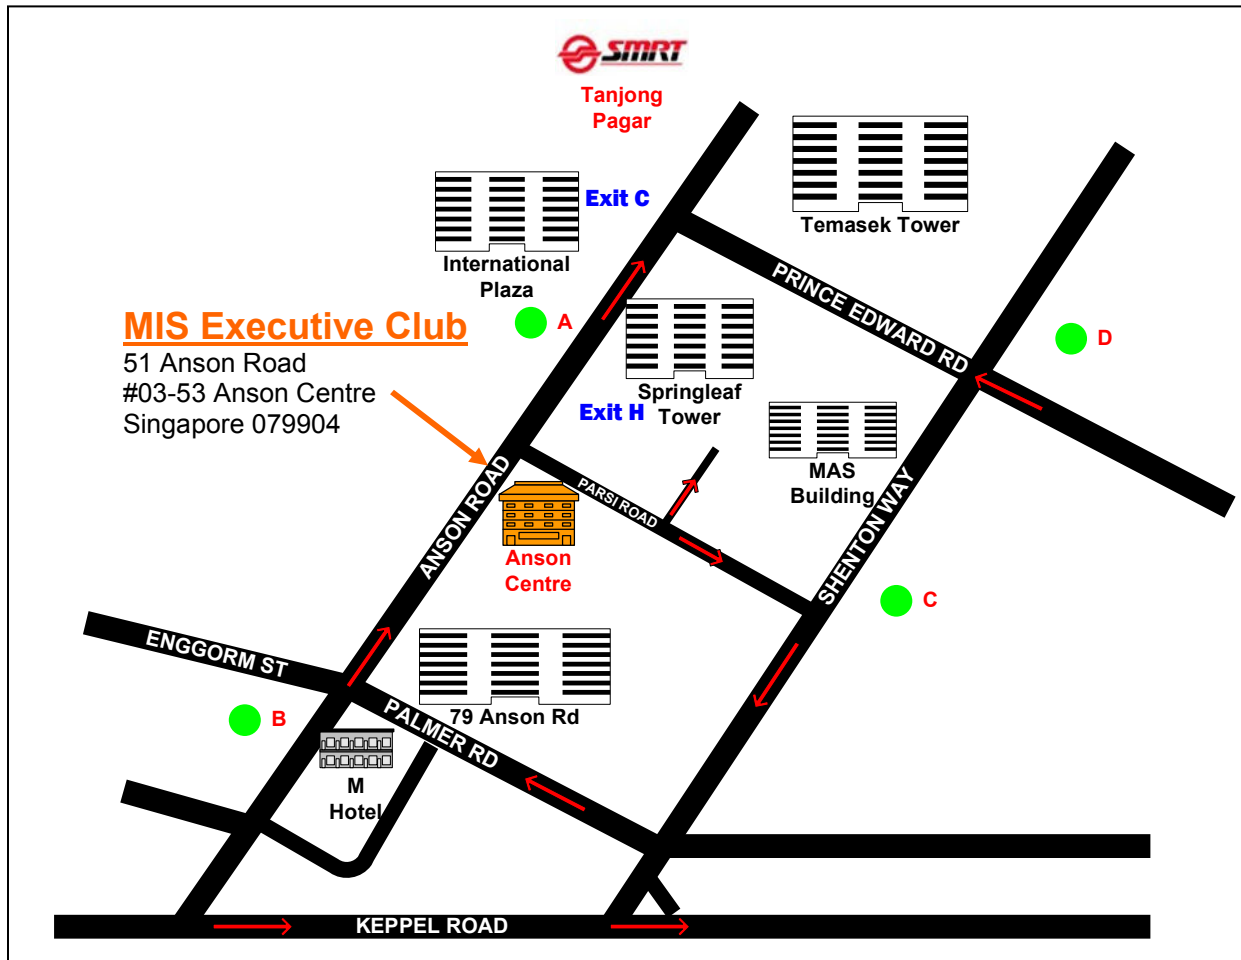 SMRT
Tanjong
Pagar
Temasek Tower
Exit C
International
Plaza
PRINCE EDWARD RD
MIS Executive Club
51 Anson Road
#03-53 Anson Centre
Singapore 079904
A
D
Springleaf
Tower
Exit H
MAS
Building
ANSON ROAD
PARSI ROAD
SHENTON WAY
Anson
Centre
C
ENGGORM ST
B
79 Anson Rd
PALMER RD
M
Hotel
KEPPEL ROAD